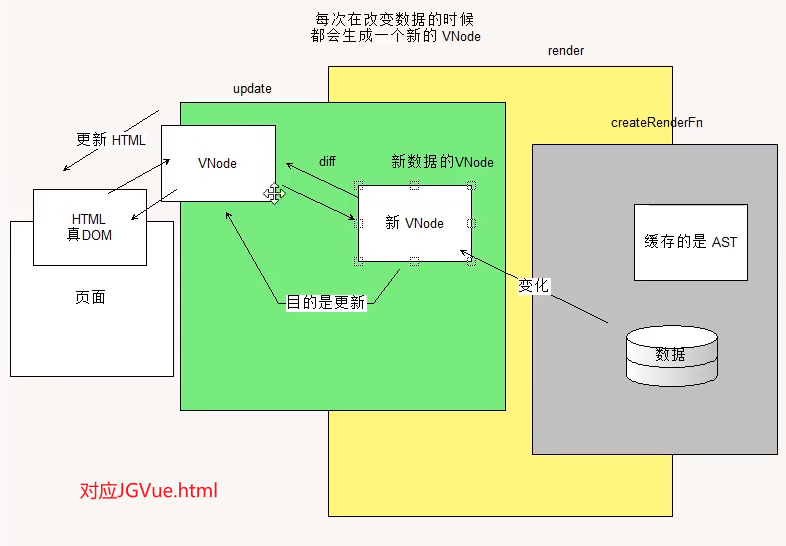 每次在改变数据的时候
都会生成一个新的 VNode
render
update
createRenderFn
更新 HTML
VNode
diff
新数据的VNode
HTML
真DOM
新 VNode
缓存的是 AST
页面
目的是更新
变化
数据
对应JGVue.html